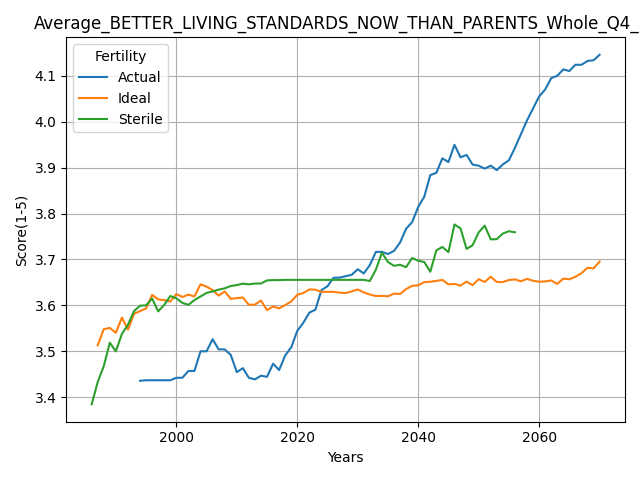 Average_BETTER_LIVING_STANDARDS_NOW_THAN_PARENTS_Whole_Q4_
Fertility
Actual
Ideal
Sterile
Score(1-5)
4.1
4.0
3.9
3.8
3.7
3.6
3.5
3.4
2000 2020 2040 2060
Years